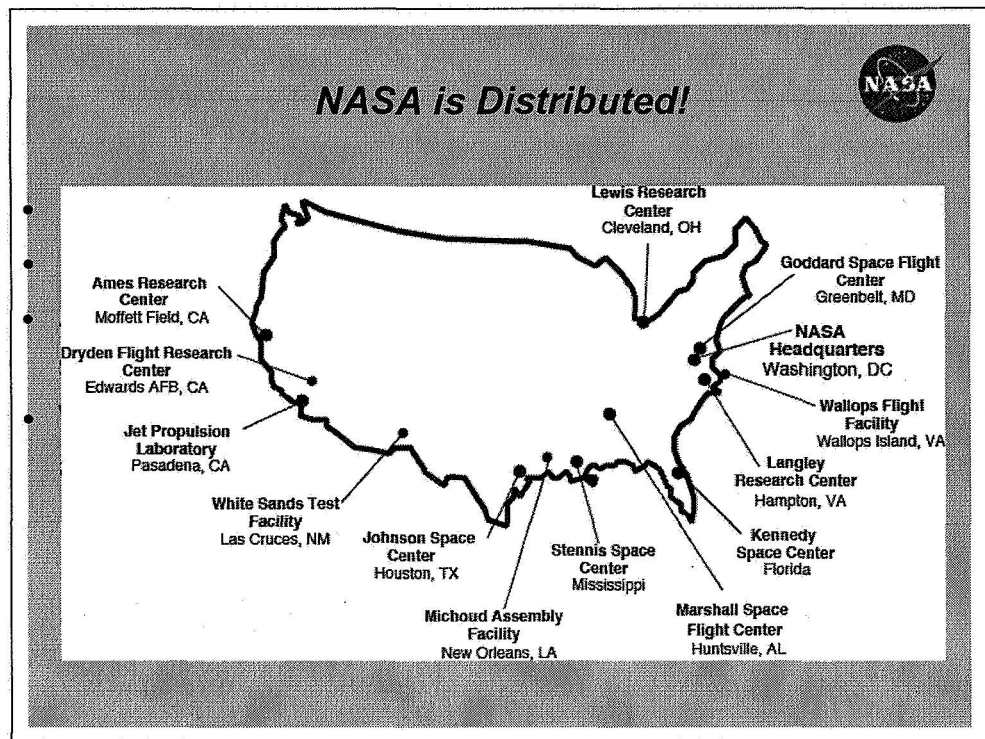 NASA is Distributed!
NASA
Lewis Research
Center
Cleveland, OH
Goddard Space Flight
Center
Greenbelt, MD
Ames Research
Center
Moffett Field, CA
NASA
Headquarters
Washington, DC
Dryden Flight Research
Center
Edwards AFB, CA
Wallops Flight
Facility
Wallops Island, VA
Jet Propulsion
Laboratory
Pasadena, CA
Langley
Research Center
Hampton, VA
White Sands Test
Facility
Las Cruces, NM
Johnson Space
Center
Houston, TX
Stennis Space
Center
Mississippi
Kennedy
Space Center
Florida
Michoud Assembly
Facility
New Orleans, LA
Marshall Space
Flight Center
Huntsville, AL